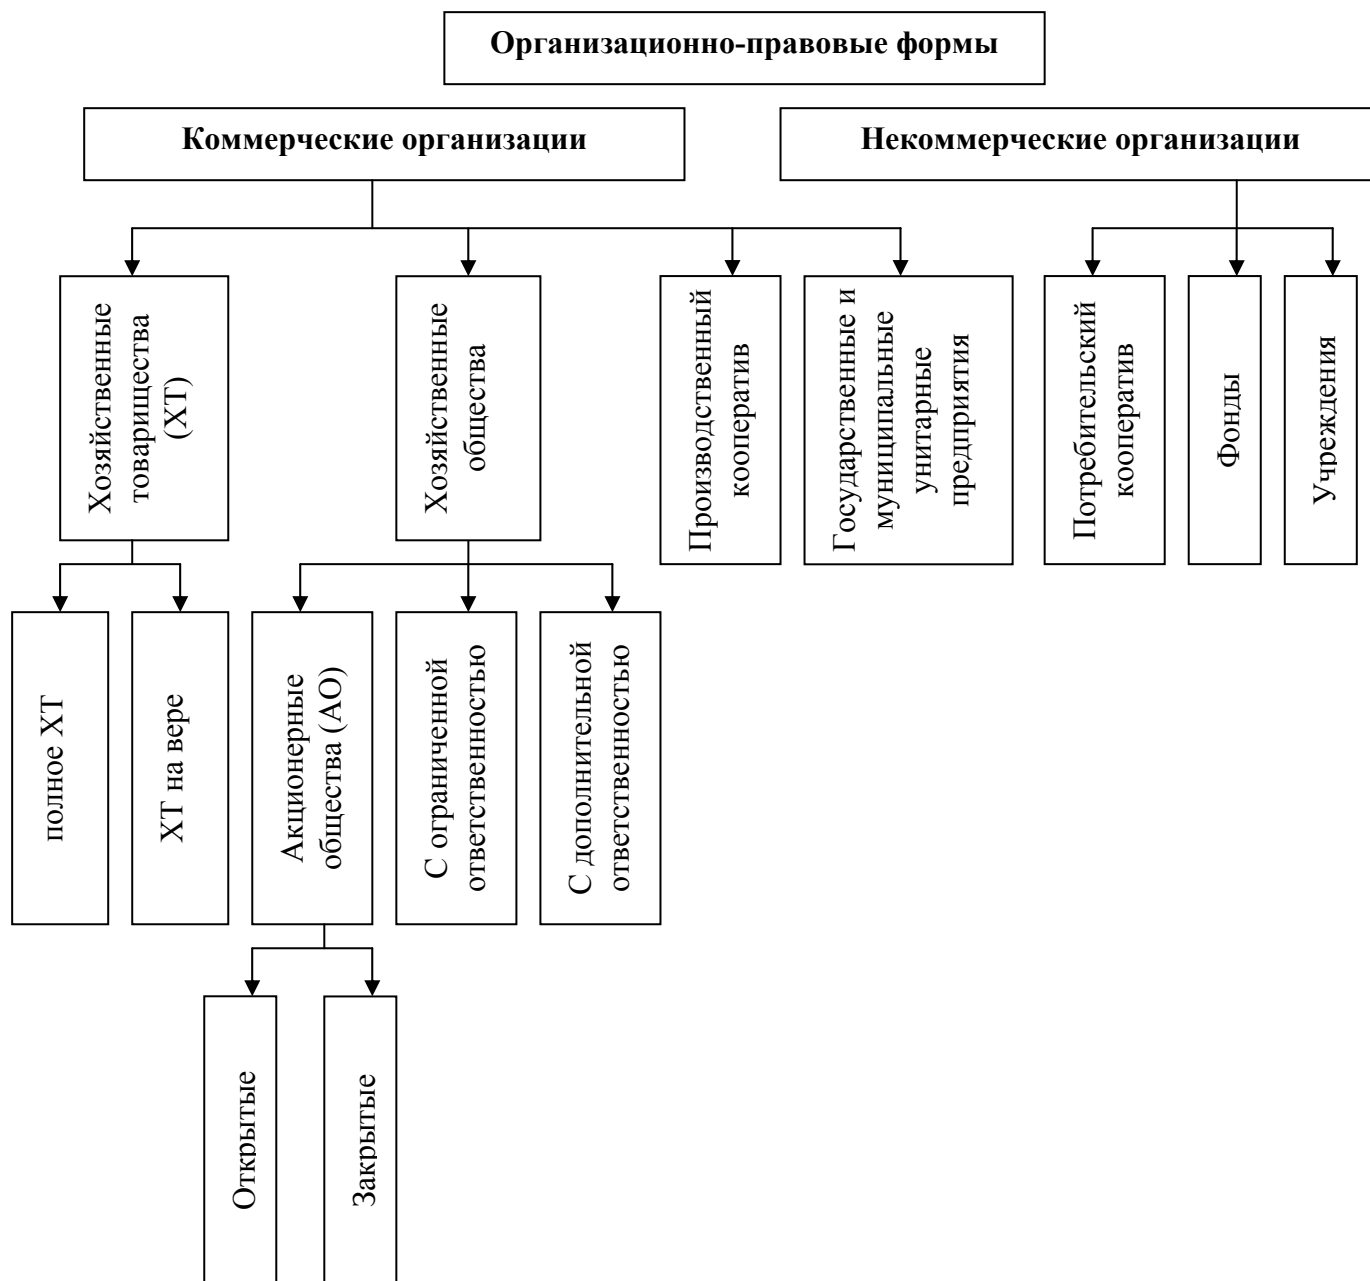 Организационно-правовые формы
Коммерческие организации
Некоммерческие организации
Хозяйственные
товарищества
(ХТ)
Хозяйственные
общества
Производственный
кооператив
Государственные и
муниципальные
унитарные
предприятия
Потребительский
кооператив
Фонды
Учреждения
полное ХТ
ХТ на вере
Акционерные
общества (АО)
С ограниченной
ответственностью
С дополнительной
ответственностью
Открытые
Закрытые